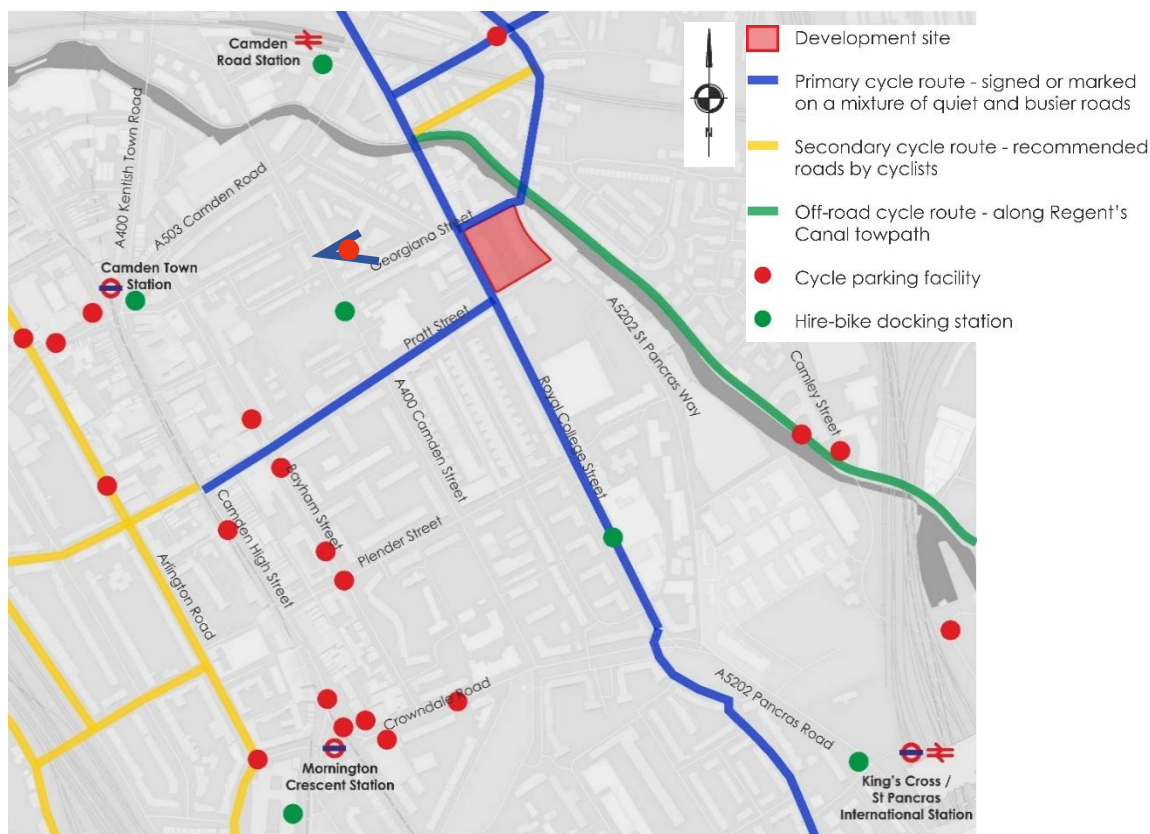 Camden
Road Station
N
Development site
Primary cycle route - signed or marked
on a mixture of quiet and busier roads
Secondary cycle route - recommended
roads by cyclists
Off-road cycle route - along Regent's
Canal towpath
Cycle parking facility
Hire-bike docking station
A400 Kentish Town Road
A503 Camden Road
Georgiana Street
Camden Town
Station
Pratt Street
A5202 St Pancras Way
Camley Street
A400 Camden Street
Royal College Street
Bayham Street
Plender Street
Camden High Street
Arlington Road
Crowndale Road
A5202 Pancras Road
Mornington
Crescent Station
King's Cross /
St Pancras
International Station